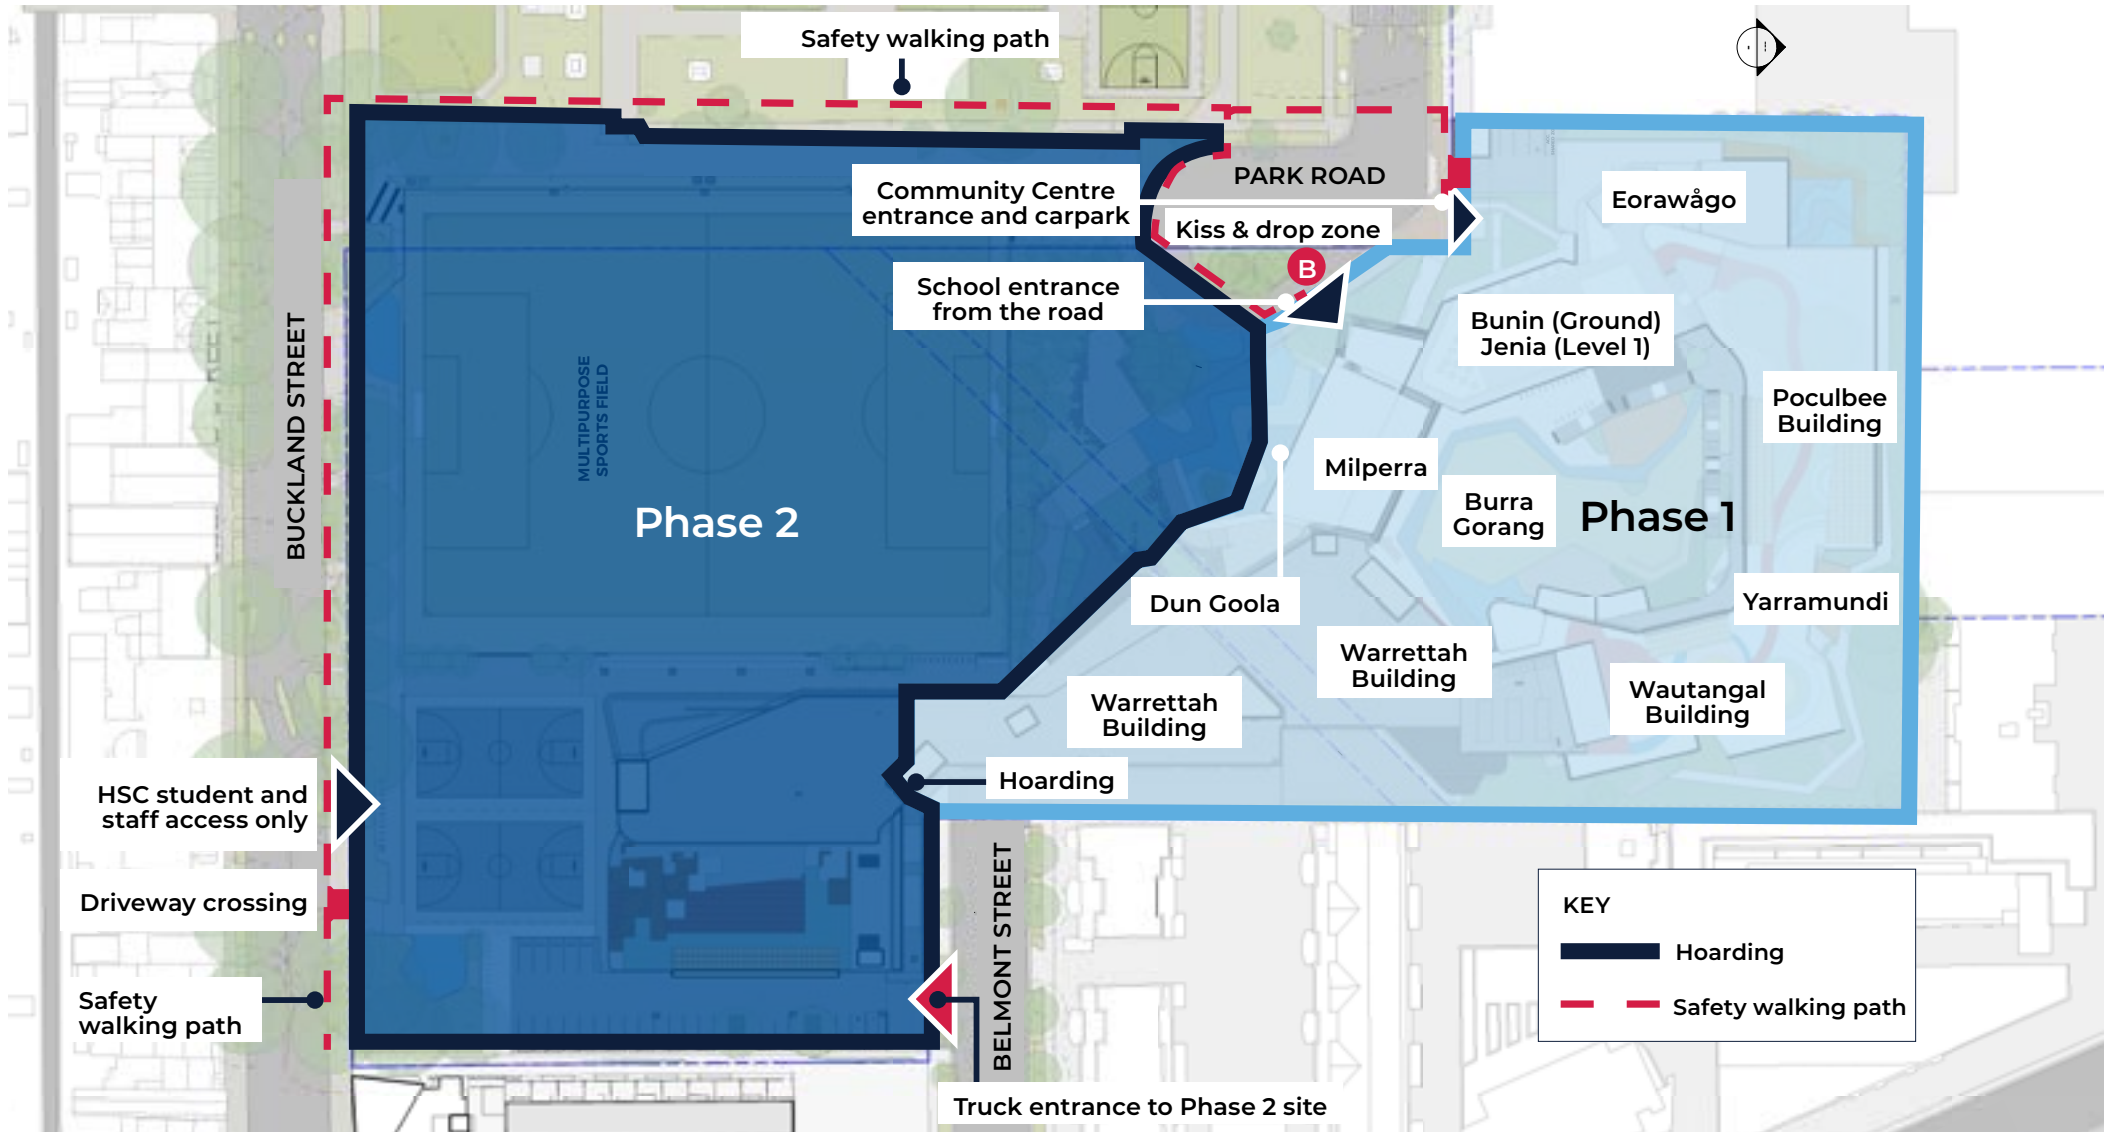 Safety walking path
PARK ROAD
Community Centre
entrance and carpark
Kiss & drop zone
B
School entrance
from the road
Eorawågo
Bunin (Ground)
Jenia (Level 1)
Poculbee
Building
BUCKLAND STREET
MULTIPURPOSE
SPORTS FIELD
Phase 2
Milperra
Burra
Gorang
Phase 1
Dun Goola
Yarramundi
Warrettah
Building
Warrettah
Building
Wautangal
Building
Hoarding
HSC student and
staff access only
Driveway crossing
Safety
walking path
BELMONT STREET
Truck entrance to Phase 2 site
KEY
Hoarding
Safety walking path